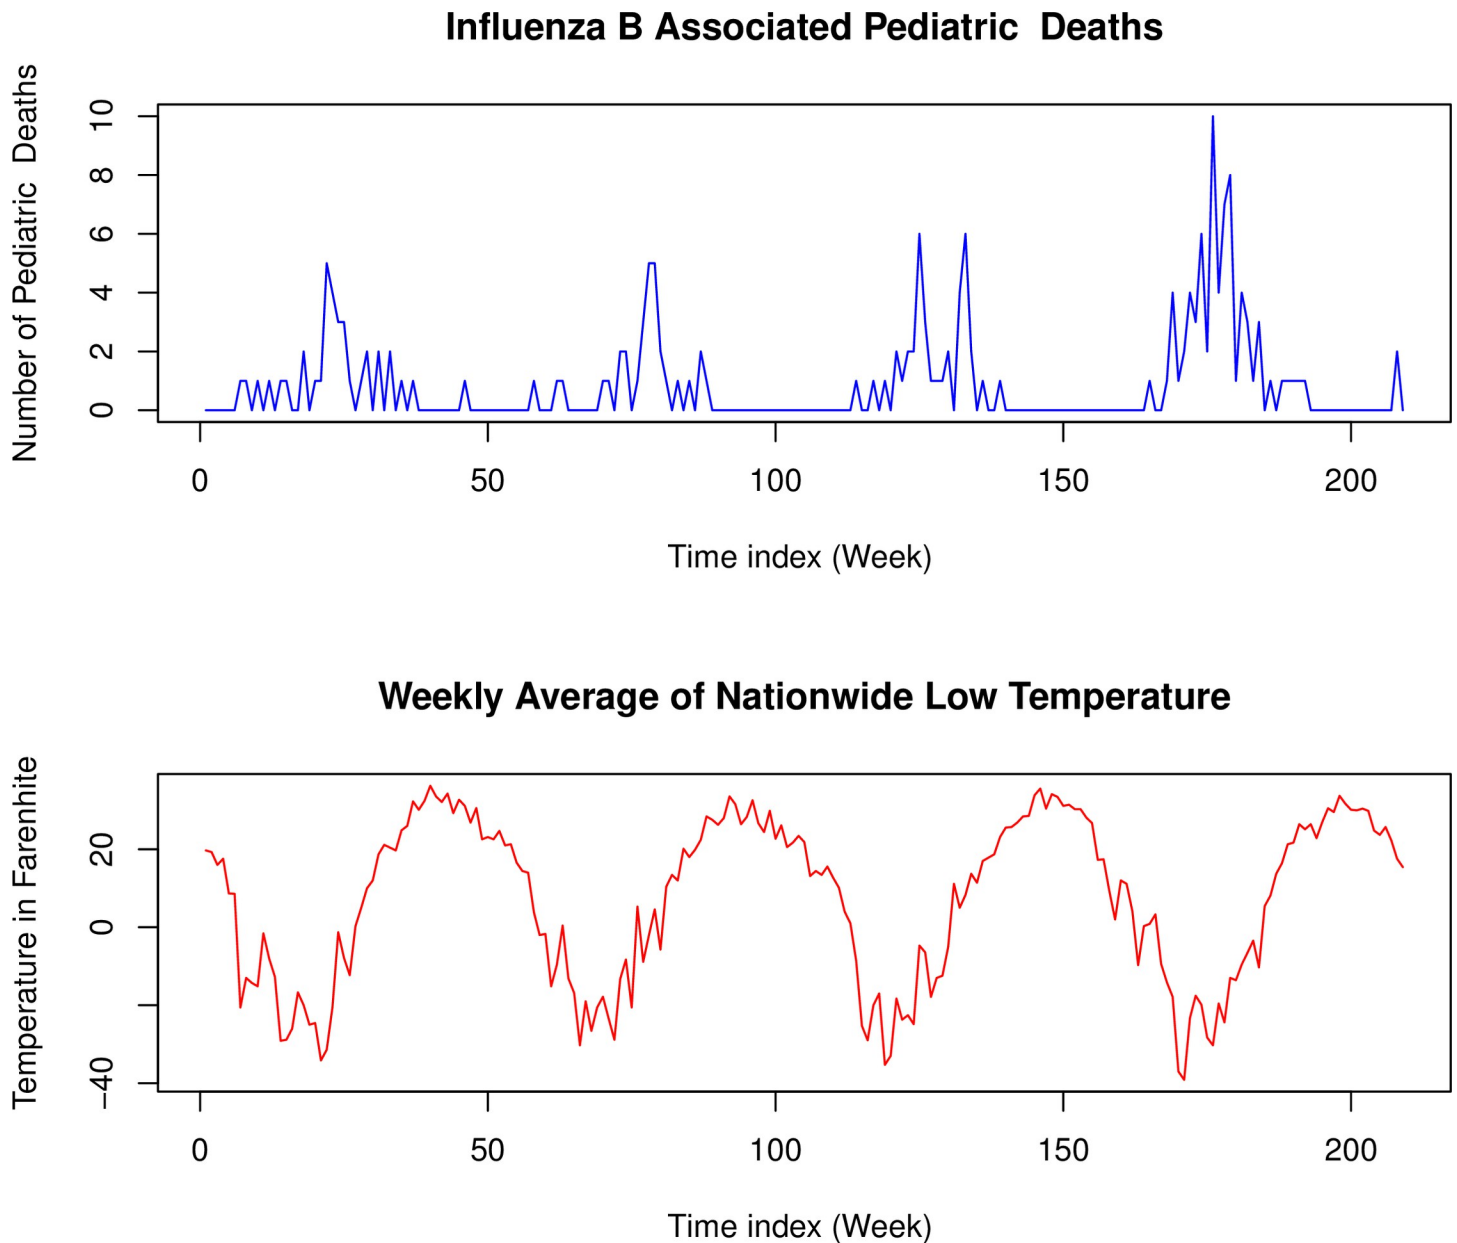 Influenza B Associated Pediatric  Deaths
Number of Pediatric  Deaths
10
8
6
4
2
0
0 50 100 150 200
Time index (Week)
Weekly Average of Nationwide Low Temperature
Temperature in Farenhite
20
0
−40
0 50 100 150 200
Time index (Week)